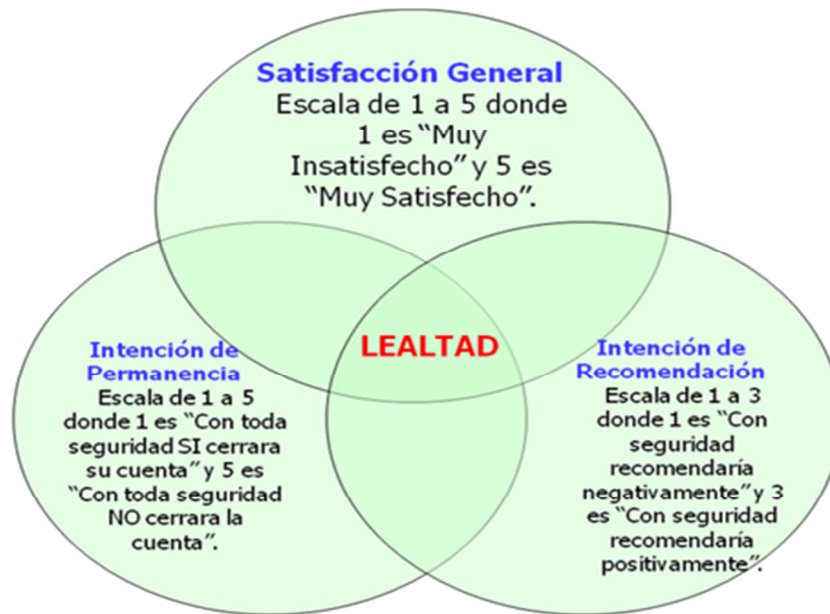 Satisfacción General
Escala de 1 a 5 donde
1 es “Muy
Insatisfecho” y 5 es
“Muy Satisfecho”.
LEALTAD
Intención de
Permanencia
Escala de 1 a 5
donde 1 es “Con toda
seguridad SI cerrara
su cuenta” y 5 es
“Con toda seguridad
NO cerrara la
cuenta”.
Intención de
Recomendación
Escala de 1 a 3
donde 1 es “Con
seguridad
recomendaría
negativamente” y 3
es “Con seguridad
recomendaría
positivamente”.